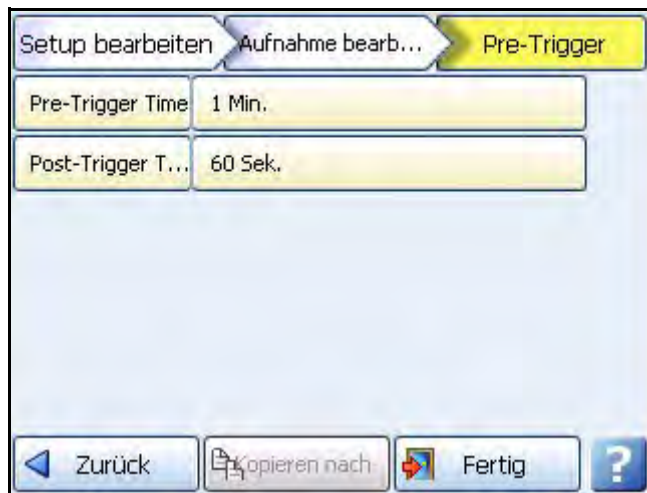 Setup bearbeiten Aufnahme bearb... Pre-Trigger
Pre-Trigger Time 1 Min.
Post-Trigger T... 60 Sek.
Zurück Kopieren nach Fertig ?